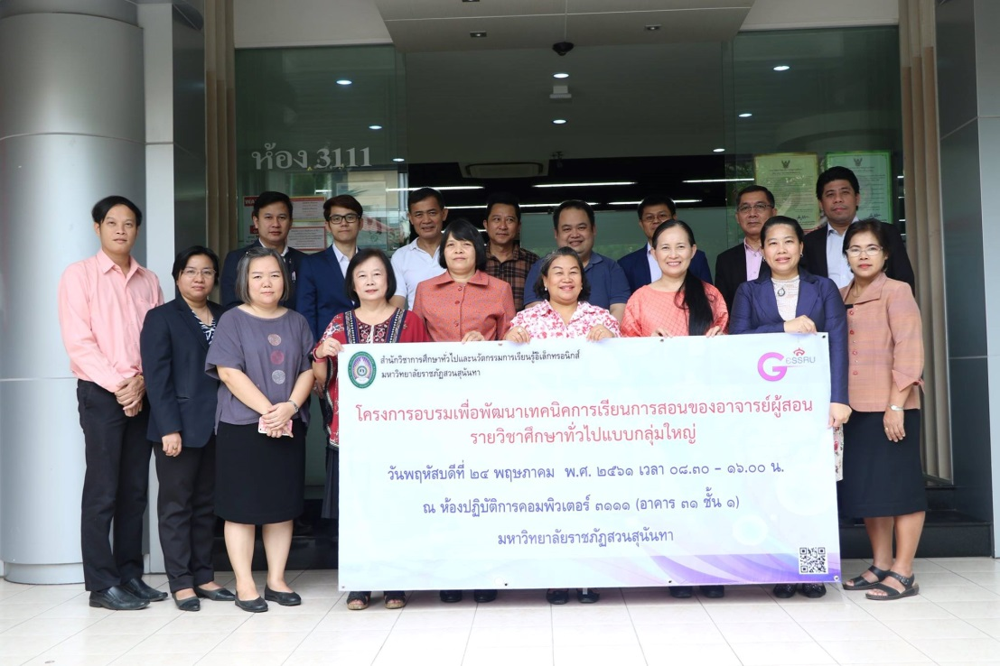 ห้อง 3111
สำนักวิชาการศึกษาทั่วไปและนวัตกรรมการเรียนรู้อิเล็กทรอนิกส์
มหาวิทยาลัยราชภัฏสวนสุนันทา
GESSRU
โครงการอบรมเพื่อพัฒนาเทคนิคการเรียนการสอนของอาจารย์ผู้สอน
รายวิชาศึกษาทั่วไปแบบกลุ่มใหญ่
วันพฤหัสบดีที่ ๒๔ พฤษภาคม พ.ศ. ๒๕๖๑ เวลา ๐๘.๓๐ - ๑๖.๐๐ น.
ณ ห้องปฏิบัติการคอมพิวเตอร์ ๓๑๑๑ (อาคาร ๓๑ ชั้น ๑)
มหาวิทยาลัยราชภัฏสวนสุนันทา